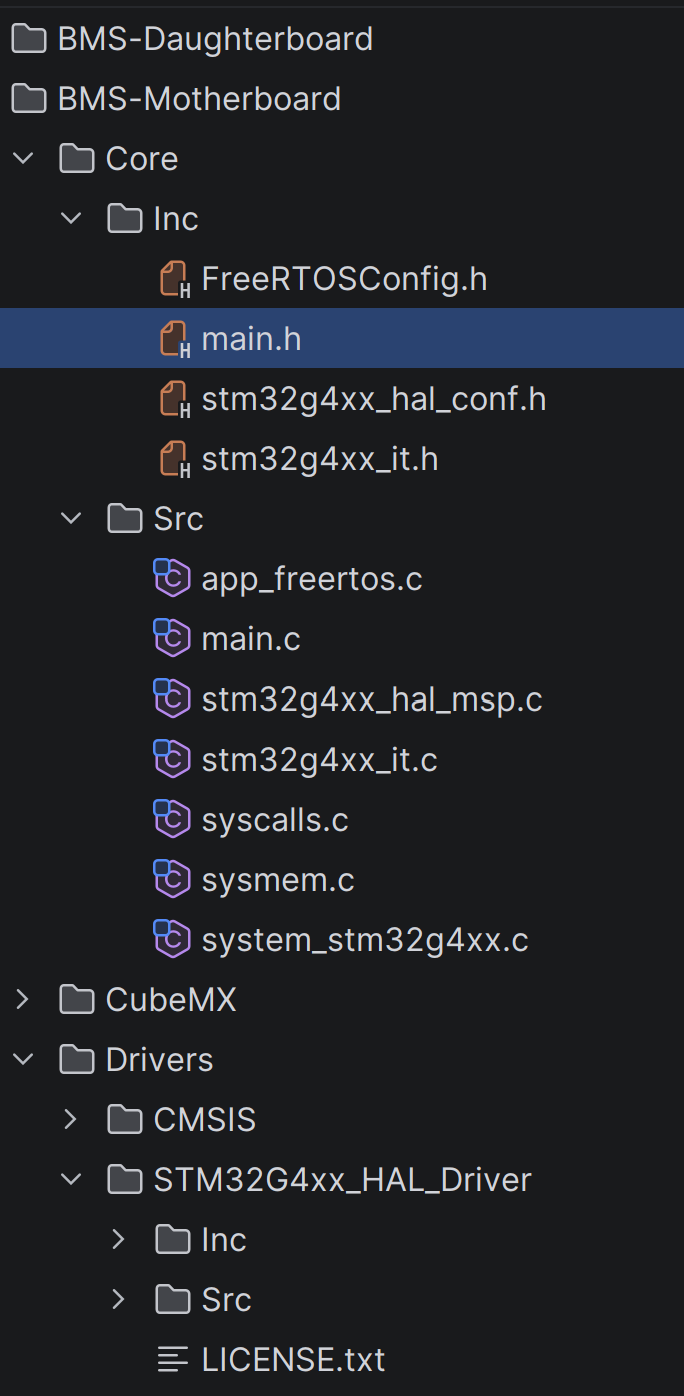 BMS-Daughterboard
BMS-Motherboard
Core
Inc
FreeRTOSConfig.h
main.h
stm32g4xx_hal_conf.h
stm32g4xx_it.h
Src
app_freertos.c
main.c
stm32g4xx_hal_msp.c
stm32g4xx_it.c
syscalls.c
sysmem.c
system_stm32g4xx.c
CubeMX
Drivers
CMSIS
STM32G4xx_HAL_Driver
Inc
Src
LICENSE.txt